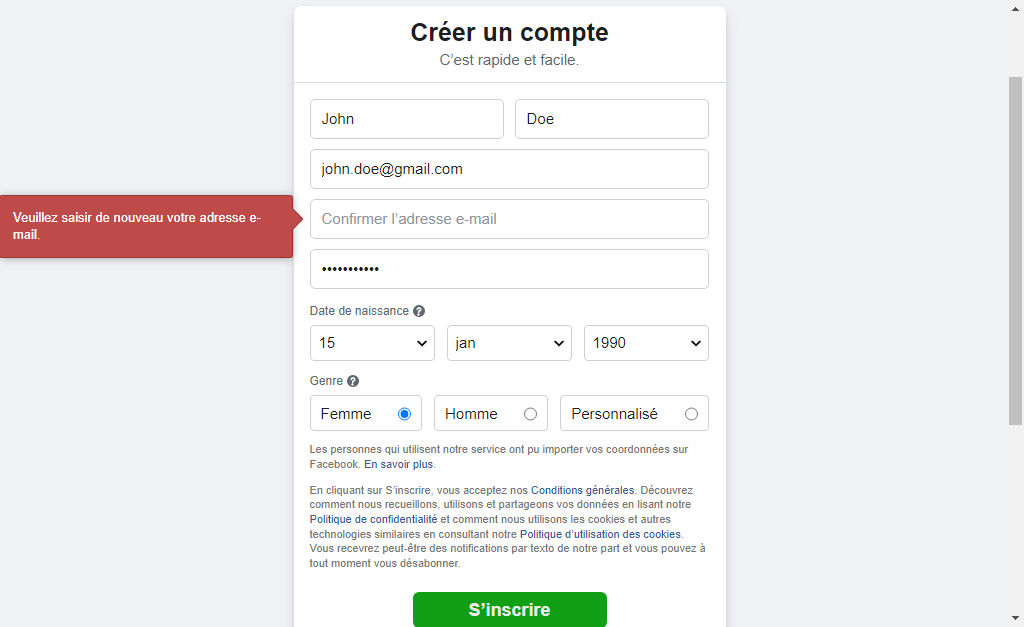 Créer un compte
C’est rapide et facile.
John
Doe
john.doe@gmail.com
Veuillez saisir de nouveau votre adresse e-
mail.
Confirmer l’adresse e-mail
•••••••••••
Date de naissance ?
15
jan
1990
Genre ?
Femme
Homme
Personnalisé
Les personnes qui utilisent notre service ont pu importer vos coordonnées sur
Facebook. En savoir plus.
En cliquant sur S’inscrire, vous acceptez nos Conditions générales. Découvrez
comment nous recueillons, utilisons et partageons vos données en lisant notre
Politique de confidentialité et comment nous utilisons les cookies et autres
technologies similaires en consultant notre Politique d’utilisation des cookies.
Vous recevrez peut-être des notifications par texto de notre part et vous pouvez à
tout moment vous désabonner.
S’inscrire